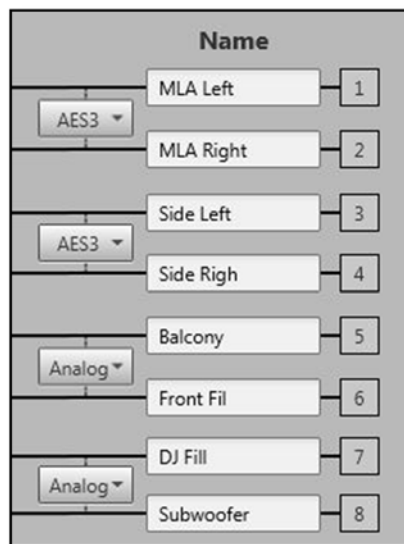 Name
MLA Left
1
AES3
MLA Right
2
Side Left
3
AES3
Side Righ
4
Balcony
5
Analog
Front Fil
6
DJ Fill
7
Analog
Subwoofer
8